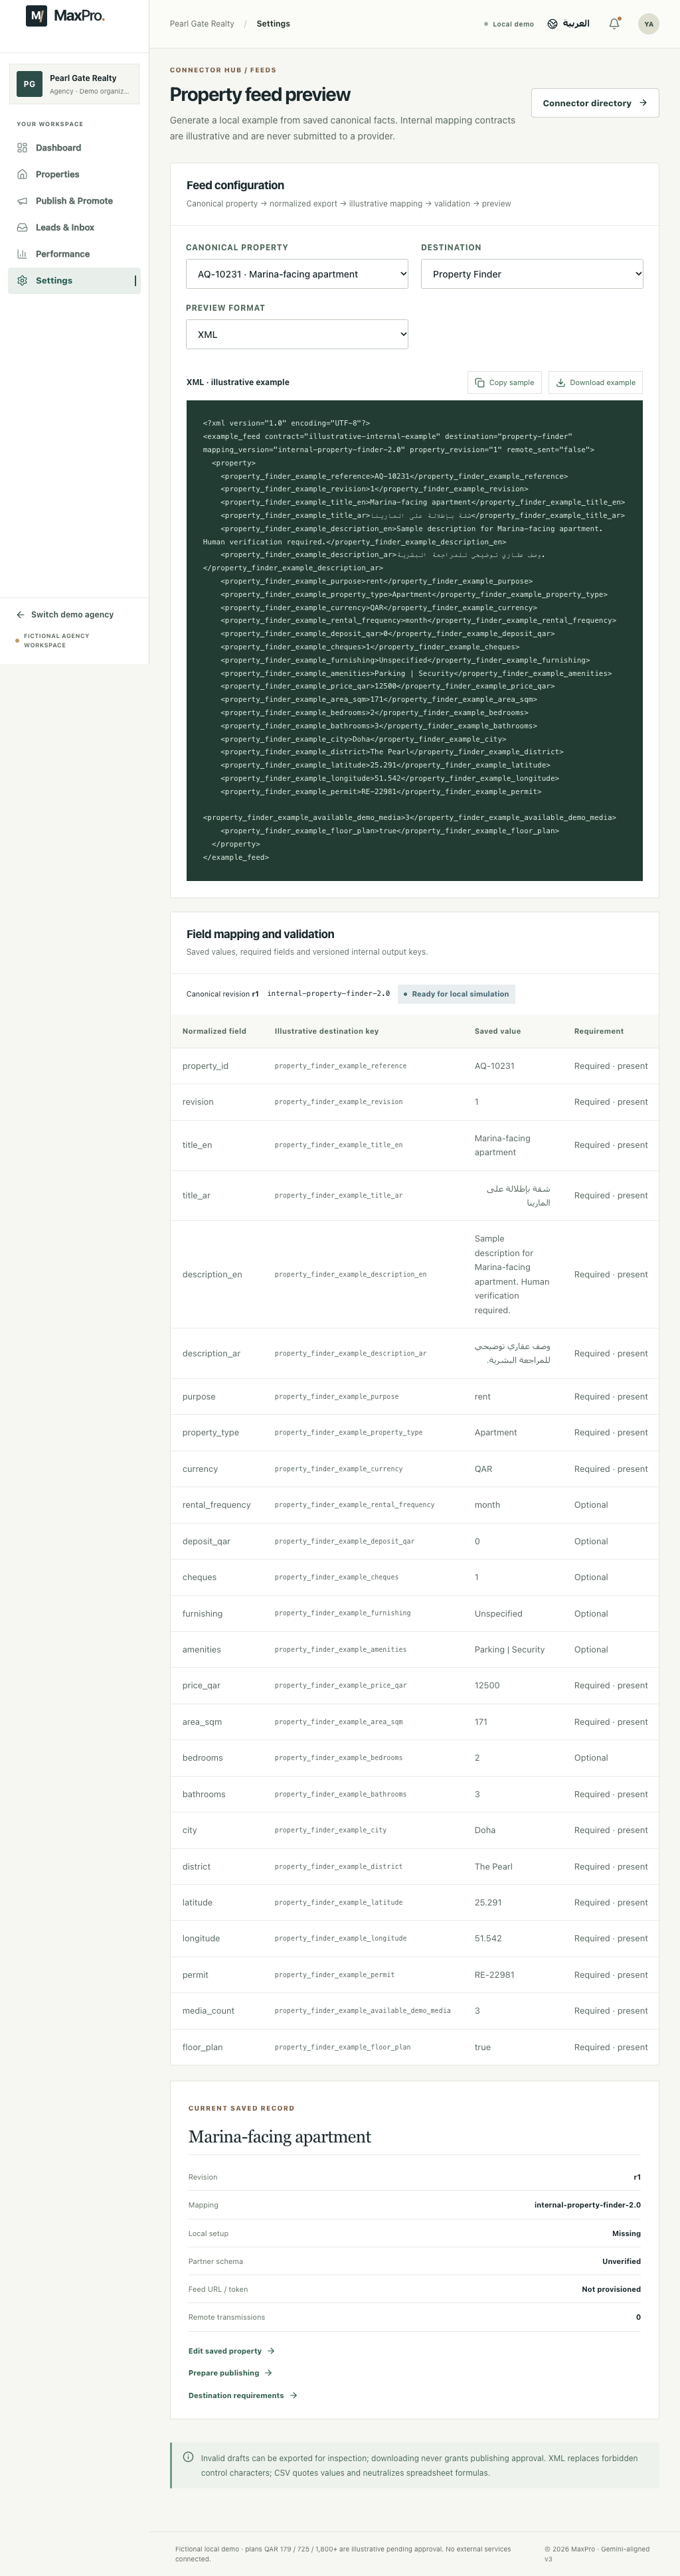 MaxPro.
Pearl Gate Realty / Settings
Local demo
العربية
YA
PG
Pearl Gate Realty
Agency · Demo organiz...
YOUR WORKSPACE
Dashboard
Properties
Publish & Promote
Leads & Inbox
Performance
Settings
Switch demo agency
FICTIONAL AGENCY
WORKSPACE
CONNECTOR HUB / FEEDS
Property feed preview
Generate a local example from saved canonical facts. Internal mapping contracts
are illustrative and are never submitted to a provider.
Connector directory →
Feed configuration
Canonical property → normalized export → illustrative mapping → validation → preview
CANONICAL PROPERTY
AQ-10231 · Marina-facing apartment
DESTINATION
Property Finder
PREVIEW FORMAT
XML
XML · illustrative example
Copy sample
Download example
<?xml version="1.0" encoding="UTF-8"?>
<example_feed contract="illustrative-internal-example" destination="property-finder"
mapping_version="internal-property-finder-2.0" property_revision="1" remote_sent="false">
<property>
<property_finder_example_reference>AQ-10231</property_finder_example_reference>
<property_finder_example_revision>1</property_finder_example_revision>
<property_finder_example_title_en>Marina-facing apartment</property_finder_example_title_en>
<property_finder_example_title_ar>شقة بإطلالة على المارينا</property_finder_example_title_ar>
<property_finder_example_description_en>Sample description for Marina-facing apartment.
Human verification required.</property_finder_example_description_en>
<property_finder_example_description_ar>وصف عقاري توضيحي للمراجعة البشرية.
</property_finder_example_description_ar>
<property_finder_example_purpose>rent</property_finder_example_purpose>
<property_finder_example_property_type>Apartment</property_finder_example_property_type>
<property_finder_example_currency>QAR</property_finder_example_currency>
<property_finder_example_rental_frequency>month</property_finder_example_rental_frequency>
<property_finder_example_deposit_qar>0</property_finder_example_deposit_qar>
<property_finder_example_cheques>1</property_finder_example_cheques>
<property_finder_example_furnishing>Unspecified</property_finder_example_furnishing>
<property_finder_example_amenities>Parking | Security</property_finder_example_amenities>
<property_finder_example_price_qar>12500</property_finder_example_price_qar>
<property_finder_example_area_sqm>171</property_finder_example_area_sqm>
<property_finder_example_bedrooms>2</property_finder_example_bedrooms>
<property_finder_example_bathrooms>3</property_finder_example_bathrooms>
<property_finder_example_city>Doha</property_finder_example_city>
<property_finder_example_district>The Pearl</property_finder_example_district>
<property_finder_example_latitude>25.291</property_finder_example_latitude>
<property_finder_example_longitude>51.542</property_finder_example_longitude>
<property_finder_example_permit>RE-22981</property_finder_example_permit>
<property_finder_example_available_demo_media>3</property_finder_example_available_demo_media>
<property_finder_example_floor_plan>true</property_finder_example_floor_plan>
</property>
</example_feed>
Field mapping and validation
Saved values, required fields and versioned internal output keys.
Canonical revision r1 internal-property-finder-2.0 Ready for local simulation
Normalized field Illustrative destination key Saved value Requirement
property_id property_finder_example_reference AQ-10231 Required · present
revision property_finder_example_revision 1 Required · present
title_en property_finder_example_title_en Marina-facing apartment Required · present
title_ar property_finder_example_title_ar شقة بإطلالة على المارينا Required · present
description_en property_finder_example_description_en Sample description for Marina-facing apartment. Human verification required. Required · present
description_ar property_finder_example_description_ar وصف عقاري توضيحي للمراجعة البشرية. Required · present
purpose property_finder_example_purpose rent Required · present
property_type property_finder_example_property_type Apartment Required · present
currency property_finder_example_currency QAR Required · present
rental_frequency property_finder_example_rental_frequency month Optional
deposit_qar property_finder_example_deposit_qar 0 Optional
cheques property_finder_example_cheques 1 Optional
furnishing property_finder_example_furnishing Unspecified Optional
amenities property_finder_example_amenities Parking | Security Optional
price_qar property_finder_example_price_qar 12500 Required · present
area_sqm property_finder_example_area_sqm 171 Required · present
bedrooms property_finder_example_bedrooms 2 Optional
bathrooms property_finder_example_bathrooms 3 Required · present
city property_finder_example_city Doha Required · present
district property_finder_example_district The Pearl Required · present
latitude property_finder_example_latitude 25.291 Required · present
longitude property_finder_example_longitude 51.542 Required · present
permit property_finder_example_permit RE-22981 Required · present
media_count property_finder_example_available_demo_media 3 Required · present
floor_plan property_finder_example_floor_plan true Required · present
CURRENT SAVED RECORD
Marina-facing apartment
Revision r1
Mapping internal-property-finder-2.0
Local setup Missing
Partner schema Unverified
Feed URL / token Not provisioned
Remote transmissions 0
Edit saved property →
Prepare publishing →
Destination requirements →
Invalid drafts can be exported for inspection; downloading never grants publishing approval. XML replaces forbidden
control characters; CSV quotes values and neutralizes spreadsheet formulas.
Fictional local demo · plans QAR 179 / 725 / 1,800+ are illustrative pending approval. No external services
connected.
© 2026 MaxPro · Gemini-aligned
v3